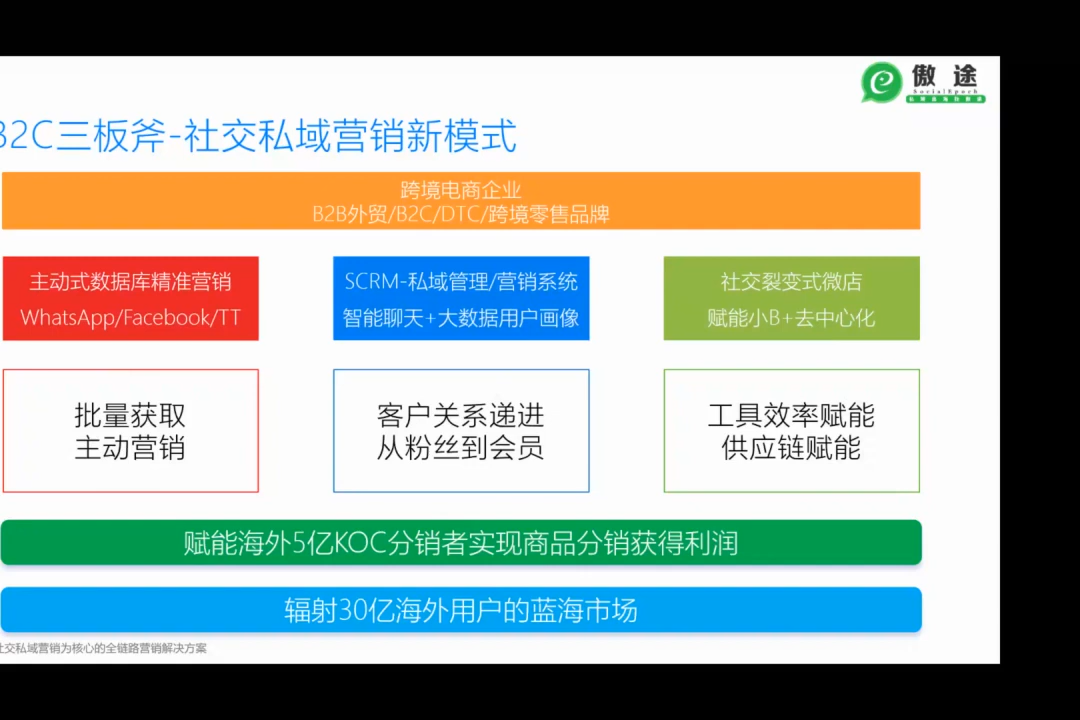 傲途
SocialEpoch
B2C三板斧-社交私域营销新模式
跨境电商企业
B2B外贸/B2C/DTC/跨境零售品牌
主动式数据库精准营销
WhatsApp/Facebook/TT
SCRM-私域管理/营销系统
智能聊天+大数据用户画像
社交裂变式微店
赋能小B+去中心化
批量获取
主动营销
客户关系递进
从粉丝到会员
工具效率赋能
供应链赋能
赋能海外5亿KOC分销者实现商品分销获得利润
辐射30亿海外用户的蓝海市场
社交私域营销为核心的全链路营销解决方案